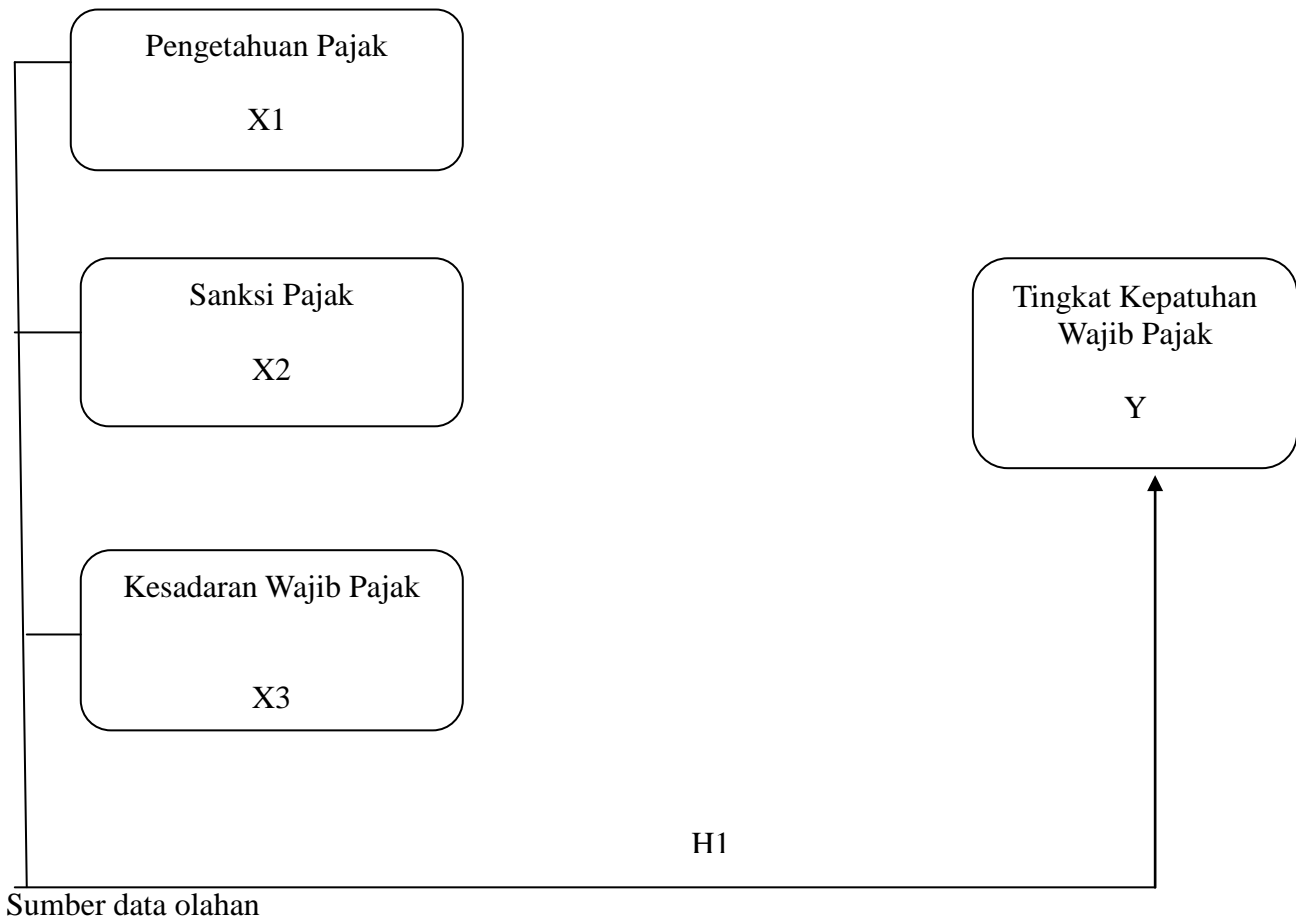 Pengetahuan Pajak
X1
Sanksi Pajak
X2
Tingkat Kepatuhan
Wajib Pajak
Y
Kesadaran Wajib Pajak
X3
H1
Sumber data olahan